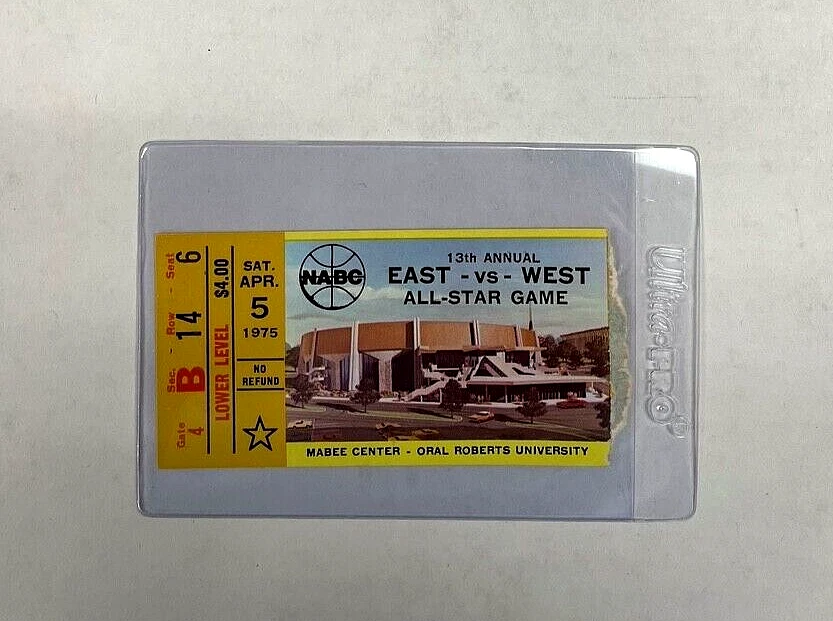 Gate Sec. Row Seat
4 B 14 6
LOWER LEVEL $4.00
SAT.
APR.
5
1975
NO
REFUND
NABC
13th ANNUAL
EAST - vs - WEST
ALL-STAR GAME
MABEE CENTER - ORAL ROBERTS UNIVERSITY
Ultra•PRO